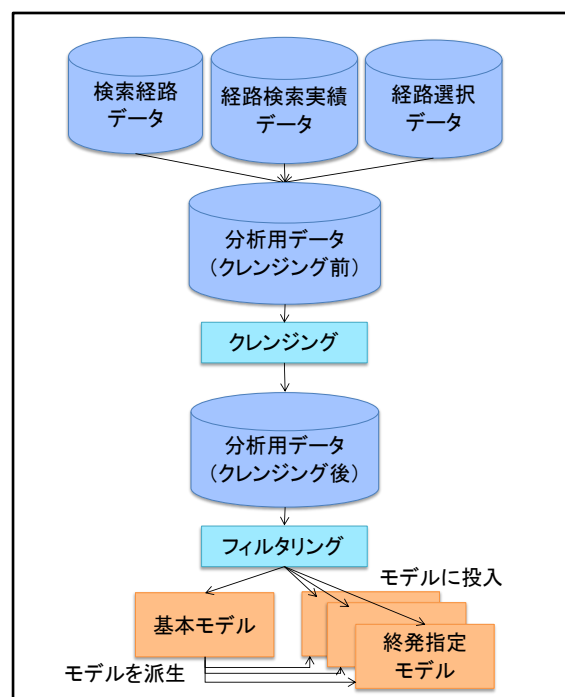 検索経路
データ
経路検索実績
データ
経路選択
データ
分析用データ
（クレンジング前）
クレンジング
分析用データ
（クレンジング後）
フィルタリング
モデルに投入
基本モデル
終発指定
モデル
モデルを派生